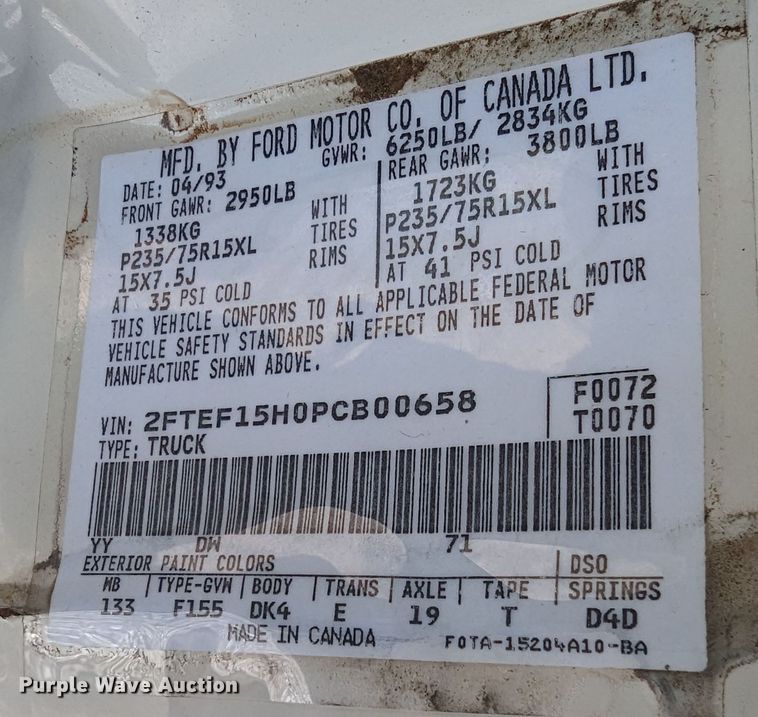 MFD. BY FORD MOTOR CO. OF CANADA LTD.
DATE: 04/93 GVWR: 6250LB/ 2834KG
FRONT GAWR: 2950LB
1338KG WITH
P235/75R15XL TIRES
15X7.5J RIMS
AT 35 PSI COLD
REAR GAWR: 3800LB
1723KG WITH
P235/75R15XL TIRES
15X7.5J RIMS
AT 41 PSI COLD
THIS VEHICLE CONFORMS TO ALL APPLICABLE FEDERAL MOTOR
VEHICLE SAFETY STANDARDS IN EFFECT ON THE DATE OF
MANUFACTURE SHOWN ABOVE.
VIN: 2FTEF15H0PCB00658 F0072
TYPE: TRUCK T0070
YY DW 71
EXTERIOR PAINT COLORS DSO
WB TYPE-GVW BODY TRANS AXLE TAPE SPRINGS
133 F155 DK4 E 19 T D4D
MADE IN CANADA F0TA-15204A10-BA
Purple Wave Auction